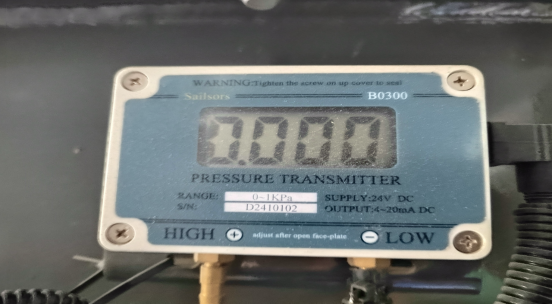 WARNING:Tighten the screw on up-cover to seal
Sailsors B0300
0.000
PRESSURE TRANSMITTER
RANGE: 0~1KPa SUPPLY:24V DC
S/N: D2410102 OUTPUT:4~20mA DC
HIGH + adjust after open face-plate - LOW